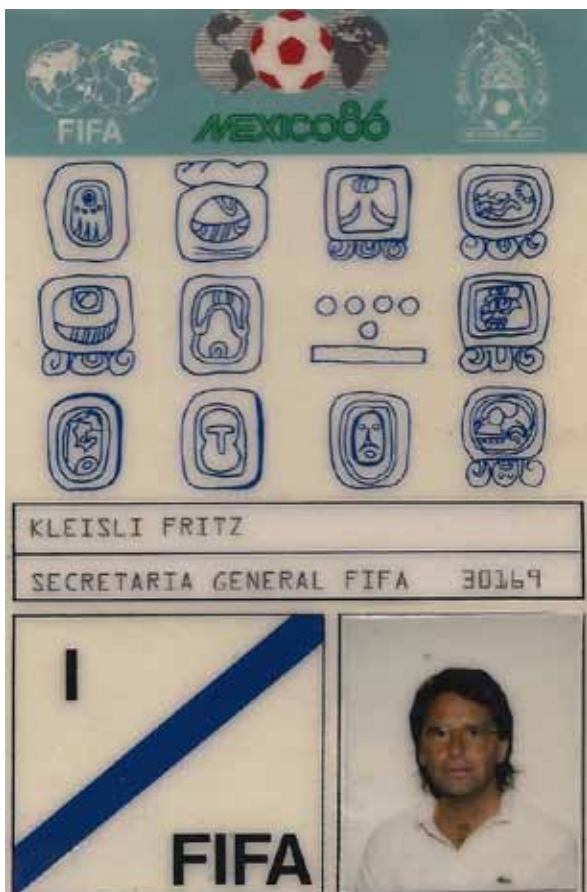 FIFA
MEXICO86
KLEISLI FRITZ
SECRETARIA GENERAL FIFA 30169
I
FIFA